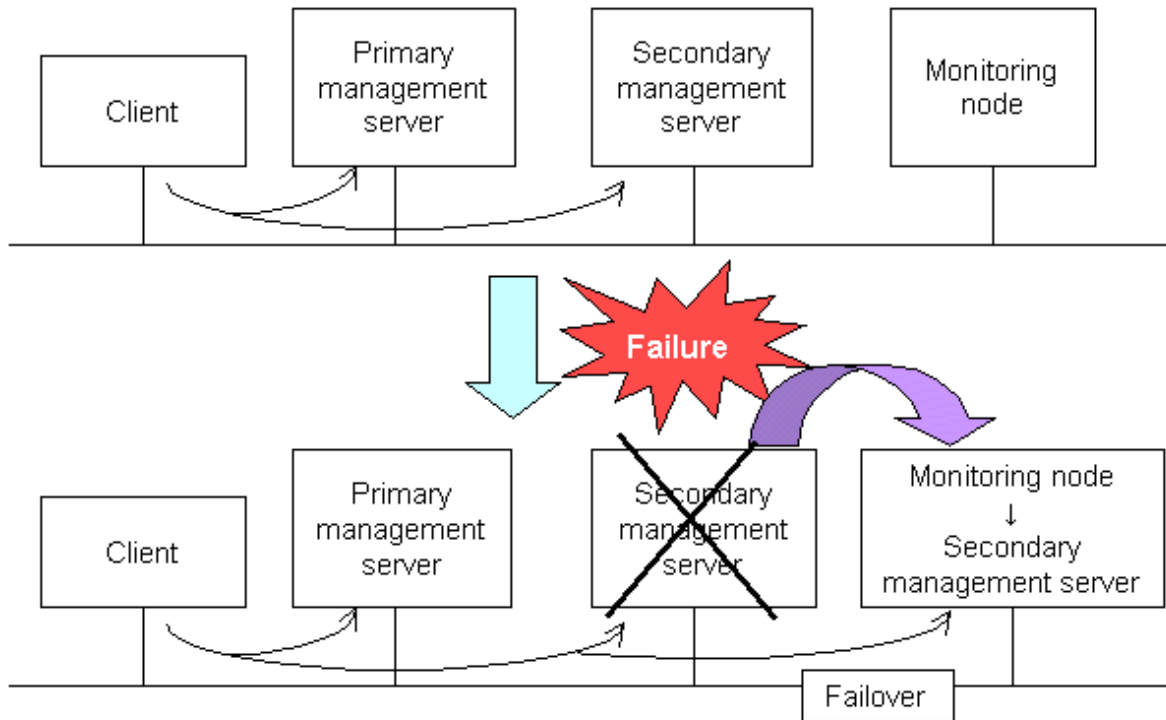 Client
Primary
management
server
Secondary
management
server
Monitoring
node
Failure
Client
Primary
management
server
Secondary
management
server
Monitoring node
↓
Secondary
management server
Failover